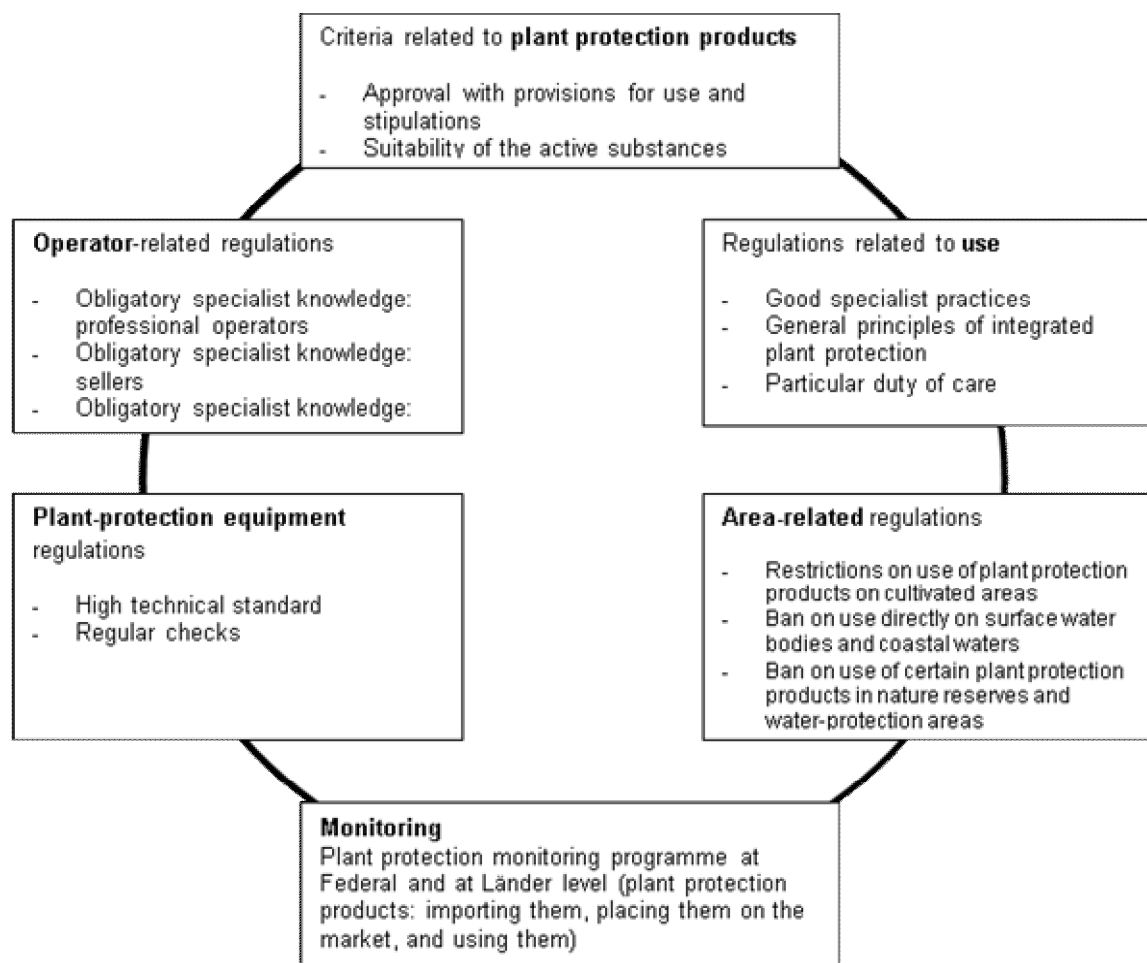 Criteria related to plant protection products
- Approval with provisions for use and
stipulations
- Suitability of the active substances
Operator-related regulations
- Obligatory specialist knowledge:
professional operators
- Obligatory specialist knowledge:
sellers
- Obligatory specialist knowledge:
Regulations related to use
- Good specialist practices
- General principles of integrated
plant protection
- Particular duty of care
Plant-protection equipment
regulations
- High technical standard
- Regular checks
Area-related regulations
- Restrictions on use of plant protection
products on cultivated areas
- Ban on use directly on surface water
bodies and coastal waters
- Ban on use of certain plant protection
products in nature reserves and
water-protection areas
Monitoring
Plant protection monitoring programme at
Federal and at Länder level (plant protection
products: importing them, placing them on the
market, and using them)